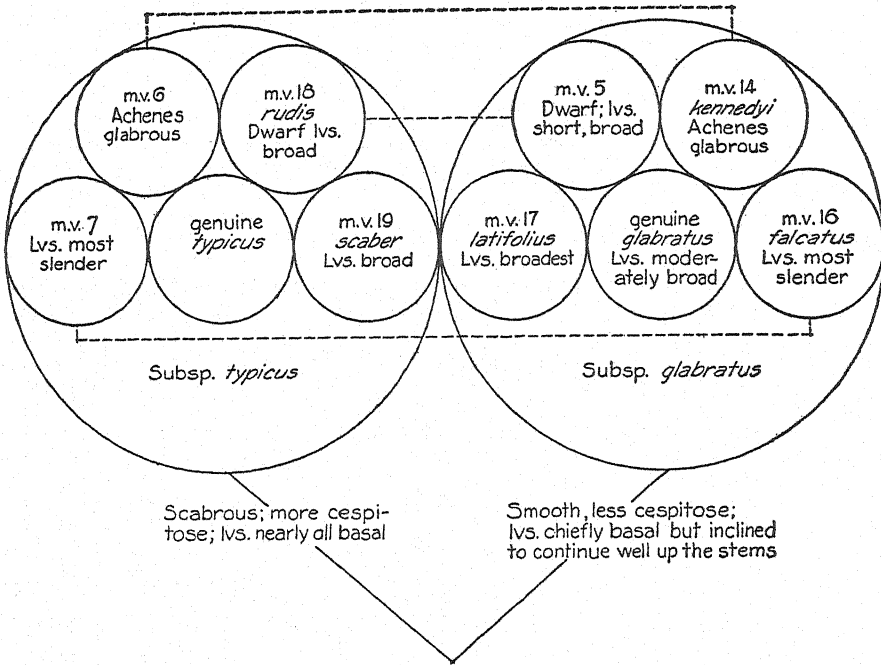 m.v. 6
Achenes
glabrous
m.v. 18
rudis
Dwarf lvs.
broad
m.v. 5
Dwarf; lvs.
short, broad
m.v. 14
kennedyi
Achenes
glabrous
m.v. 7
Lvs. most
slender
genuine
typicus
m.v. 19
scaber
Lvs. broad
m.v. 17
latifolius
Lvs. broadest
genuine
glabratus
Lvs. moder-
ately broad
m.v. 16
falcatus
Lvs. most
slender
Subsp. typicus
Subsp. glabratus
Scabrous; more cespi-
tose; lvs. nearly all basal
Smooth, less cespitose;
lvs. chiefly basal but inclined
to continue well up the stems